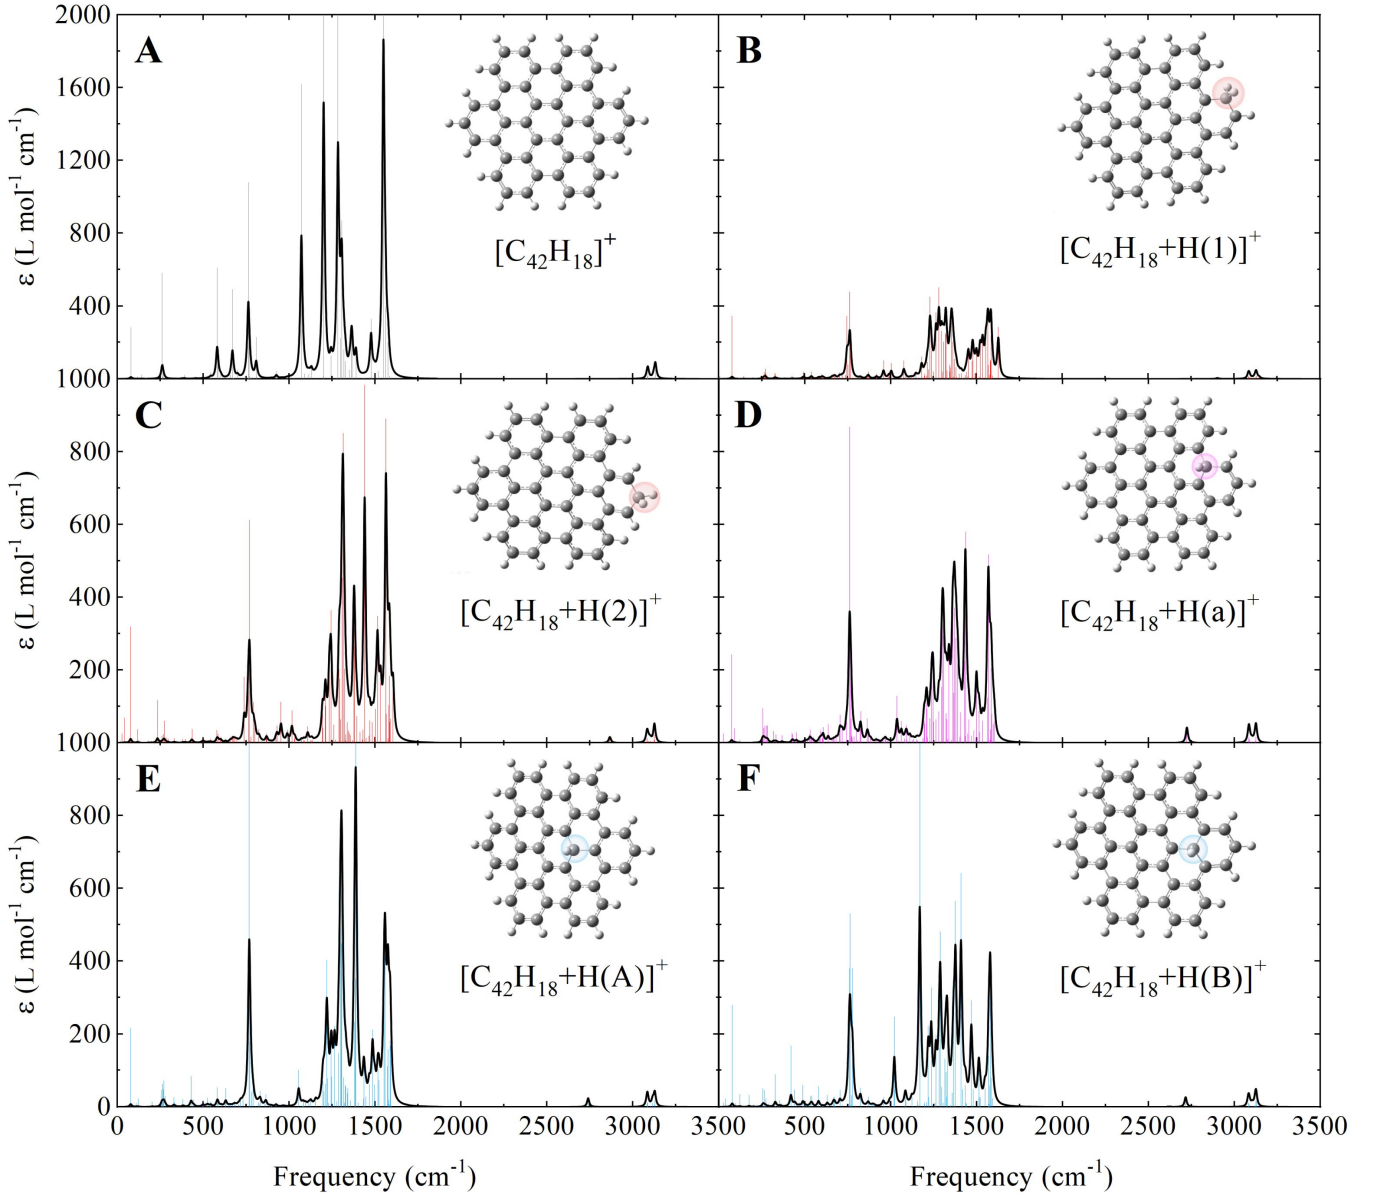 2000
1600
1200
800
400
1000
800
600
400
200
1000
800
600
400
200
0
ε (L mol⁻¹ cm⁻¹)
ε (L mol⁻¹ cm⁻¹)
ε (L mol⁻¹ cm⁻¹)
A
[C₄₂H₁₈]⁺
B
[C₄₂H₁₈+H(1)]⁺
C
[C₄₂H₁₈+H(2)]⁺
D
[C₄₂H₁₈+H(a)]⁺
E
[C₄₂H₁₈+H(A)]⁺
F
[C₄₂H₁₈+H(B)]⁺
0 500 1000 1500 2000 2500 3000 3500 500 1000 1500 2000 2500 3000 3500
Frequency (cm⁻¹) Frequency (cm⁻¹)